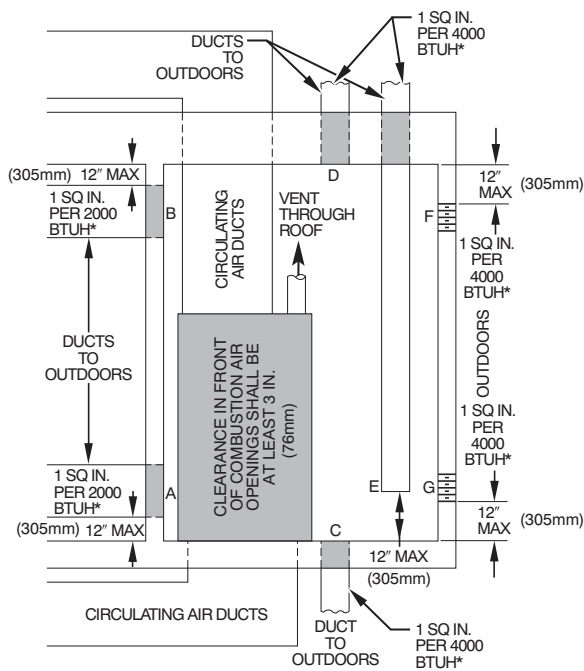 1 SQ IN.
PER 4000
BTUH*
DUCTS
TO
OUTDOORS
(305mm) 12″ MAX
1 SQ IN.
PER 2000
BTUH*
B
D
CIRCULATING
AIR DUCTS
VENT
THROUGH
ROOF
12″
MAX
(305mm)
F
1 SQ IN.
PER
4000
BTUH*
DUCTS
TO
OUTDOORS
OUTDOORS
CLEARANCE IN FRONT
OF COMBUSTION AIR
OPENINGS SHALL BE
AT LEAST 3 IN.
(76mm)
1 SQ IN.
PER
4000
BTUH*
1 SQ IN.
PER 2000
BTUH*
A
E
G
(305mm) 12″ MAX
C
12″
MAX
(305mm)
12″ MAX
(305mm)
CIRCULATING AIR DUCTS
DUCT
TO
OUTDOORS
1 SQ IN.
PER 4000
BTUH*